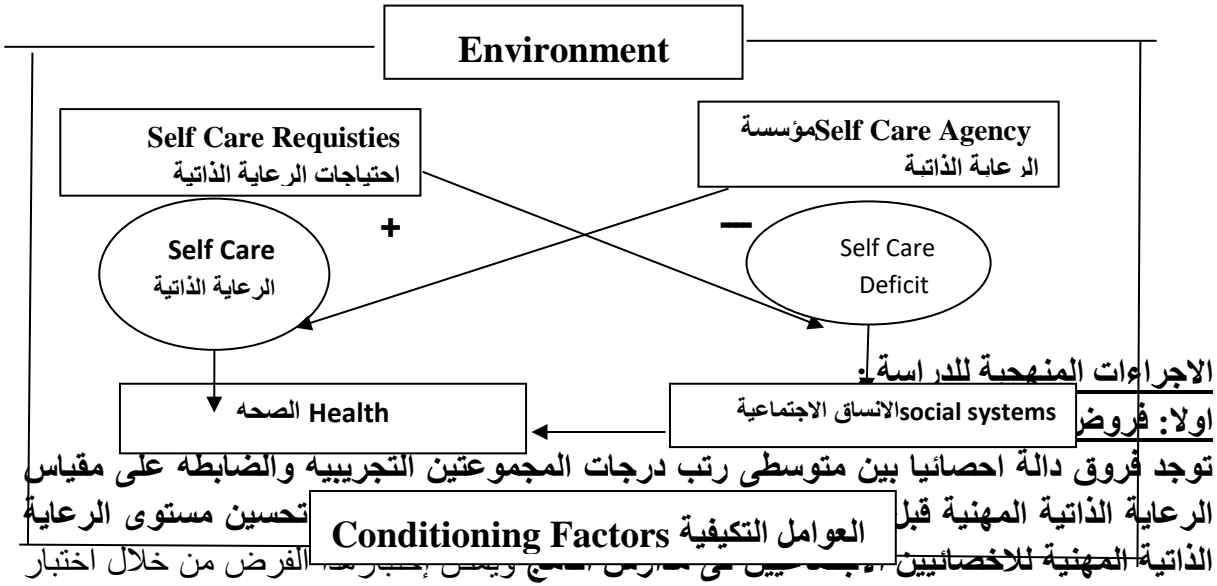 Environment
Self Care Requisties
احتياجات الرعاية الذاتية
Self Care Agencyمؤسسة
الرعاية الذاتية
+
—
Self Care
الرعاية الذاتية
Self Care
Deficit
الاجراءات المنهجية للدراسة :
Health الصحه
social systemsالانساق الاجتماعية
اولا: فروض
توجد فروق دالة احصائيا بين متوسطى رتب درجات المجموعتين التجريبيه والضابطه على مقياس
الرعاية الذاتية المهنية قبل
تحسين مستوى الرعاية
العوامل التكيفية Conditioning Factors
الذاتية المهنية للاخصائيين
الفرض من خلال اختبار